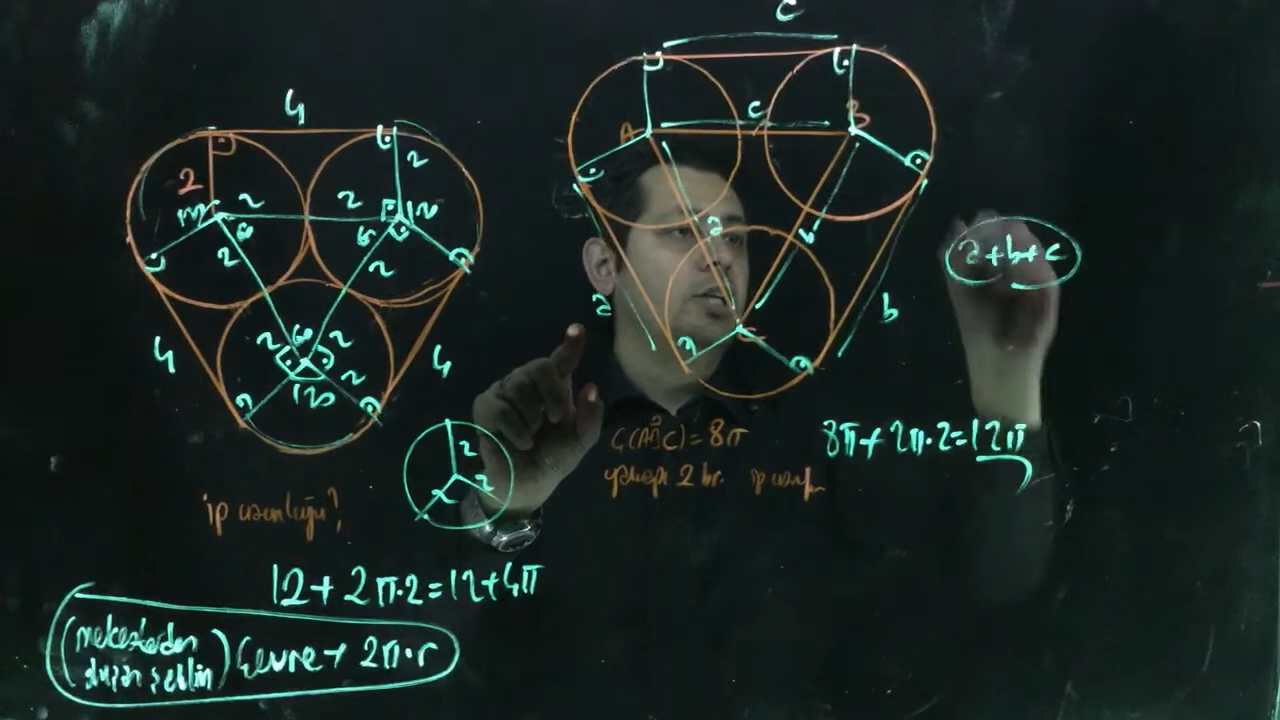 4
2
2
2
2
2
120
60
60
2
2
4
4
2
60
2
2
120
ip uzunluğu?
2
2
2
12 + 2π·2 = 12 + 4π
(merkezlerden
oluşan şeklin) Çevre + 2π·r
c
c
A
B
a
b
a
b
C
a+b+c
Ç(ABC) = 8π
yarıçapı 2 br.
8π + 2π·2 = 12π